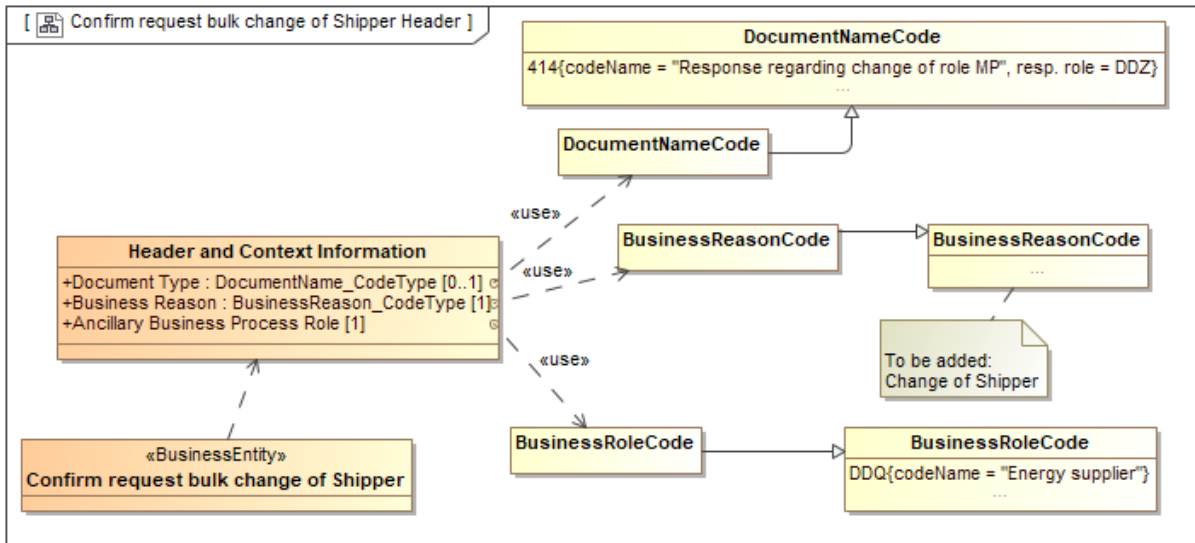 [ Confirm request bulk change of Shipper Header ]
DocumentNameCode
414{codeName = "Response regarding change of role MP", resp. role = DDZ}
...
DocumentNameCode
«use»
BusinessReasonCode
BusinessReasonCode
...
Header and Context Information
+Document Type : DocumentName_CodeType [0..1]
+Business Reason : BusinessReason_CodeType [1]
+Ancillary Business Process Role [1]
«use»
To be added:
Change of Shipper
«use»
BusinessRoleCode
BusinessRoleCode
DDQ{codeName = "Energy supplier"}
...
«BusinessEntity»
Confirm request bulk change of Shipper